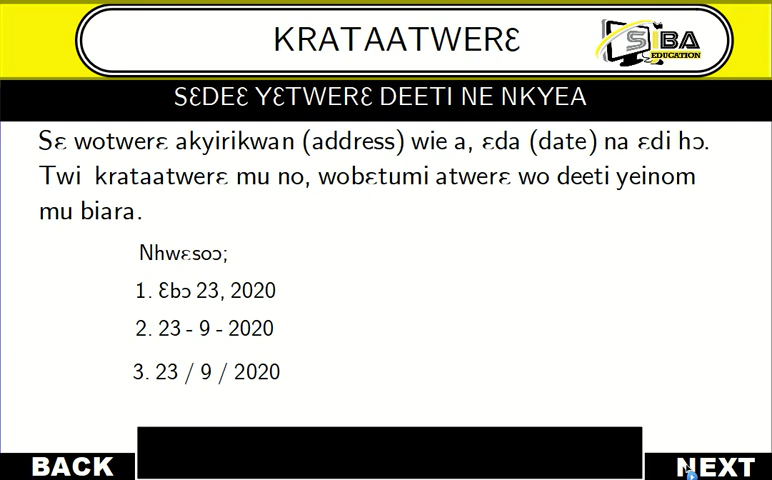 KRATAATWERƐ
SIBA
EDUCATION
SƐDEƐ YƐTWERƐ DEETI NE NKYEA
Sɛ wotwerɛ akyirikwan (address) wie a, ɛda (date) na ɛdi hɔ.
Twi krataatwerɛ mu no, wobɛtumi atwerɛ wo deeti yeinom
mu biara.
Nhwɛsoɔ;
1. Ɛbɔ 23, 2020
2. 23 - 9 - 2020
3. 23 / 9 / 2020
BACK
NEXT